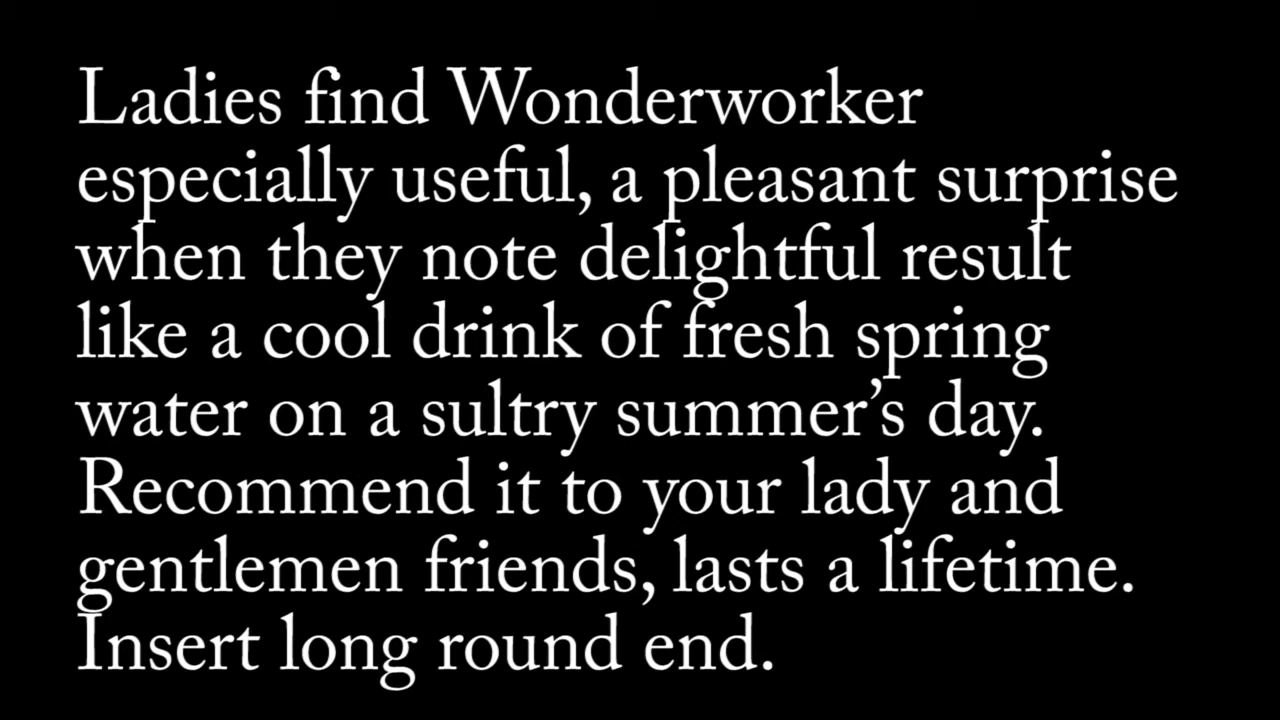 Ladies find Wonderworker
especially useful, a pleasant surprise
when they note delightful result
like a cool drink of fresh spring
water on a sultry summer’s day.
Recommend it to your lady and
gentlemen friends, lasts a lifetime.
Insert long round end.